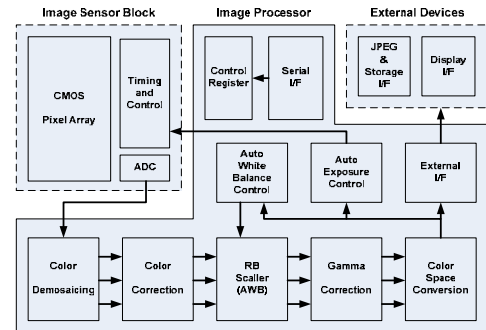 Image Sensor Block
Image Processor
External Devices
CMOS
Pixel Array
Timing
and
Control
ADC
Control
Register
Serial
I/F
JPEG
&
Storage
I/F
Display
I/F
Auto
White
Balance
Control
Auto
Exposure
Control
External
I/F
Color
Demosaicing
Color
Correction
RB
Scaller
(AWB)
Gamma
Correction
Color
Space
Conversion